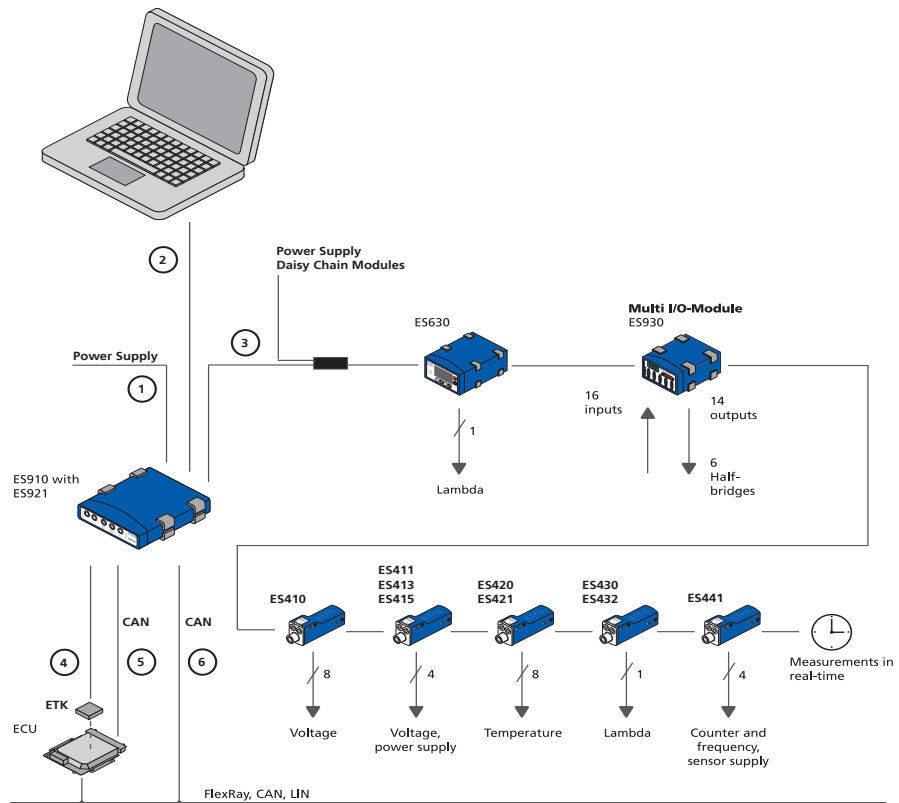 2
Power Supply
Daisy Chain Modules
3
Power Supply
1
ES630
Multi I/O-Module
ES930
16
inputs
14
outputs
1
Lambda
6
Half-
bridges
ES910 with
ES921
ES410
ES411
ES413
ES415
ES420
ES421
ES430
ES432
ES441
CAN
CAN
4
5
6
8
4
8
1
4
Measurements in
real-time
ETK
ECU
Voltage
Voltage,
power supply
Temperature
Lambda
Counter and
frequency,
sensor supply
FlexRay, CAN, LIN